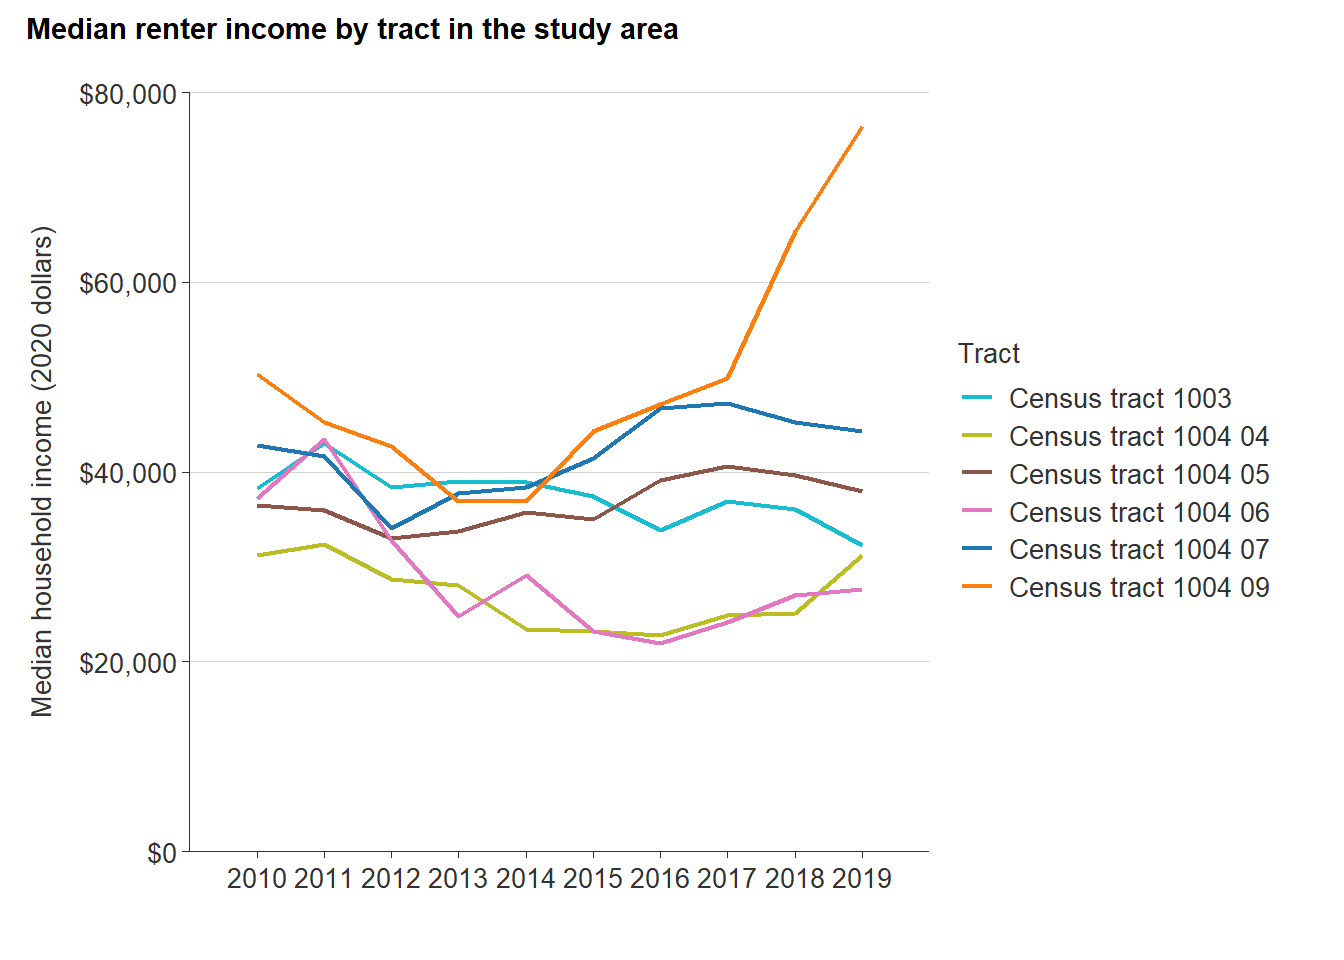 Median renter income by tract in the study area
$80,000
$60,000
$40,000
$20,000
$0
Median household income (2020 dollars)
2010 2011 2012 2013 2014 2015 2016 2017 2018 2019
Tract
Census tract 1003
Census tract 1004 04
Census tract 1004 05
Census tract 1004 06
Census tract 1004 07
Census tract 1004 09